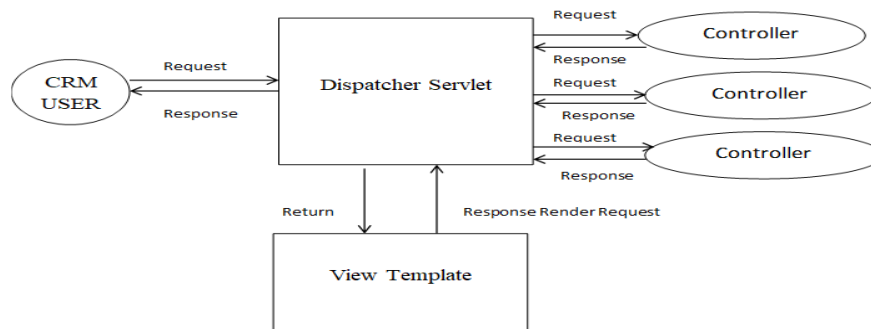 Request
Controller
Response
CRM
USER
Request
Response
Dispatcher Servlet
Request
Controller
Response
Request
Controller
Response
Return
Response Render Request
View Template